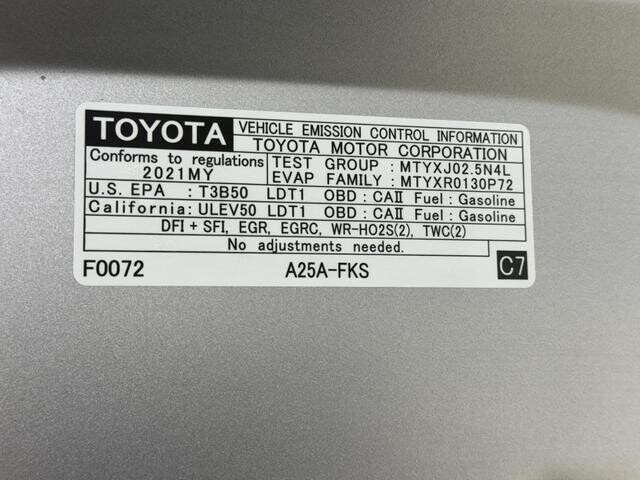 TOYOTA
VEHICLE EMISSION CONTROL INFORMATION
TOYOTA MOTOR CORPORATION
Conforms to regulations
2021MY
TEST GROUP : MTYXJ02.5N4L
EVAP FAMILY : MTYXR0130P72
U.S. EPA : T3B50 LDT1 OBD : CAII Fuel : Gasoline
California: ULEV50 LDT1 OBD : CAII Fuel : Gasoline
DFI + SFI, EGR, EGRC, WR-HO2S(2), TWC(2)
No adjustments needed.
F0072 A25A-FKS C7